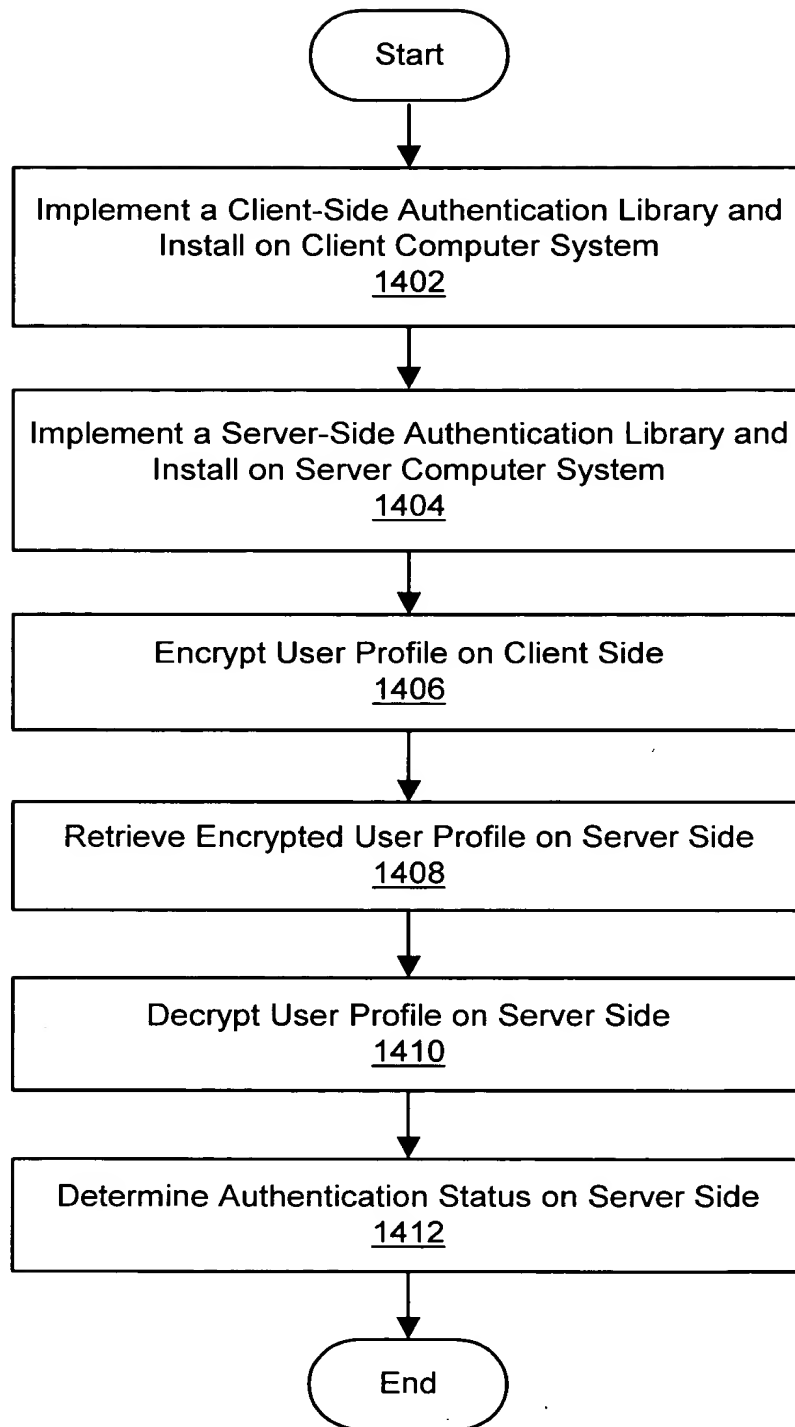 Start
Implement a Client-Side Authentication Library and
Install on Client Computer System
1402
Implement a Server-Side Authentication Library and
Install on Server Computer System
1404
Encrypt User Profile on Client Side
1406
Retrieve Encrypted User Profile on Server Side
1408
Decrypt User Profile on Server Side
1410
Determine Authentication Status on Server Side
1412
End